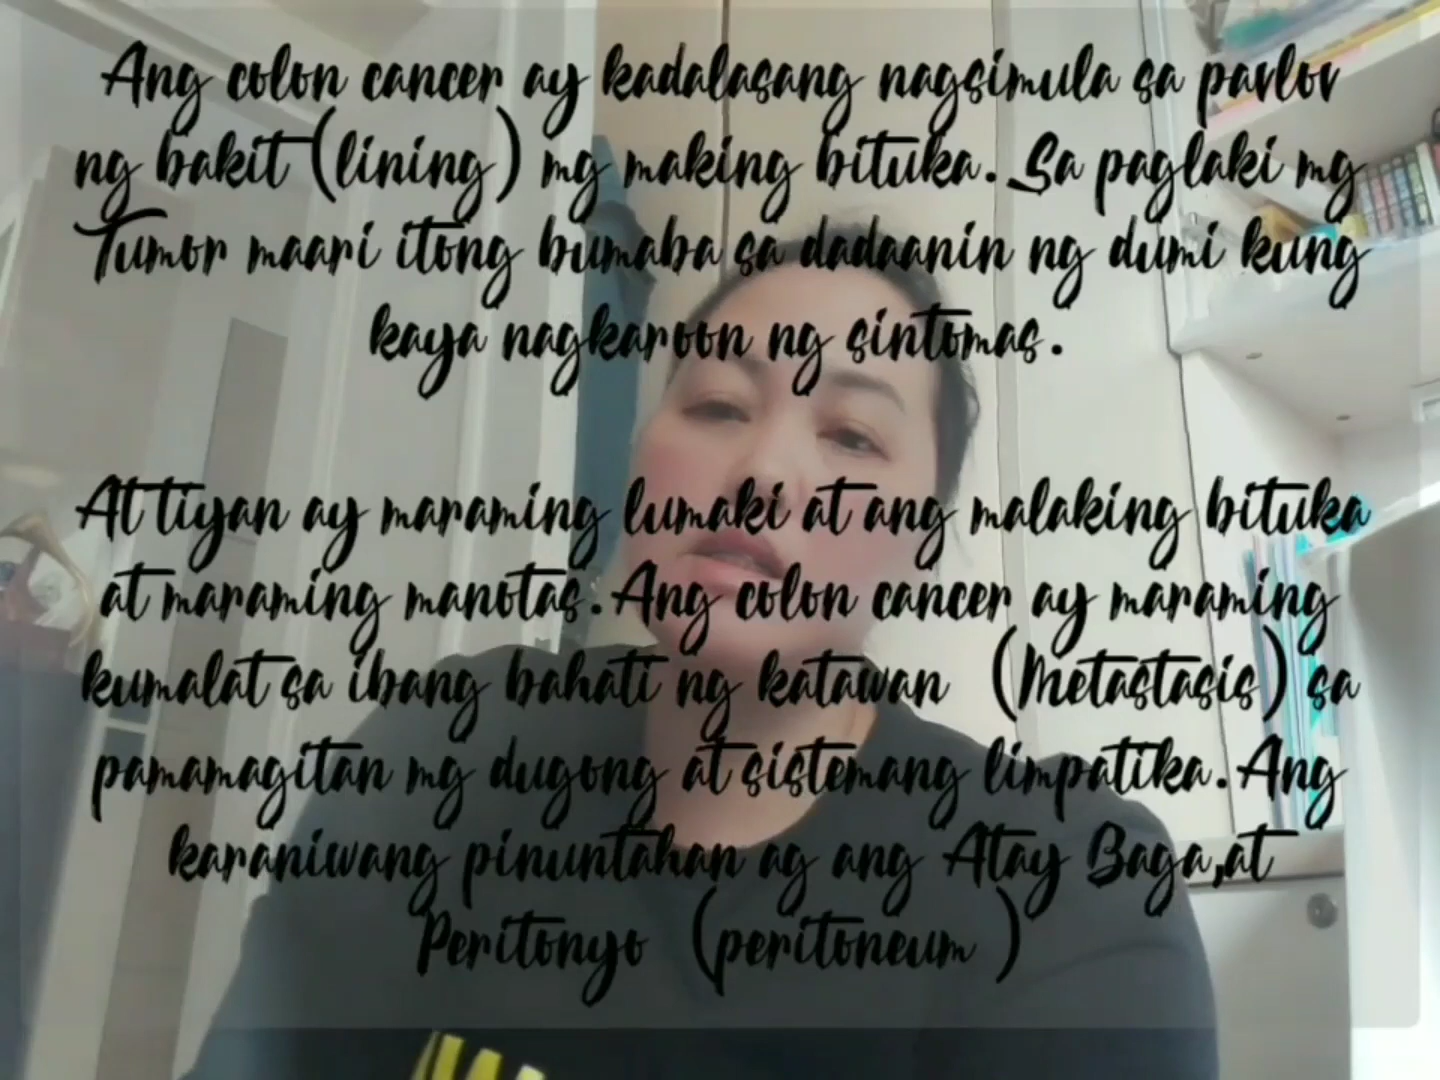 Ang colon cancer ay kadalasang nagsimula sa pavlov
ng bakit (lining) mg making bituka. Sa paglaki mg
Tumor maari itong bumaba sa dadaanin ng dumi kung
kaya nagkaroon ng sintomas.
At tiyan ay maraming lumaki at ang malaking bituka
at maraming manotas. Ang colon cancer ay maraming
kumalat sa ibang bahati ng katawan (Metastasis) sa
pamamagitan mg dugong at sistemang limpatika. Ang
karaniwang pinuntahan ag ang Atay Baga,at
Peritonyo (peritoneum )